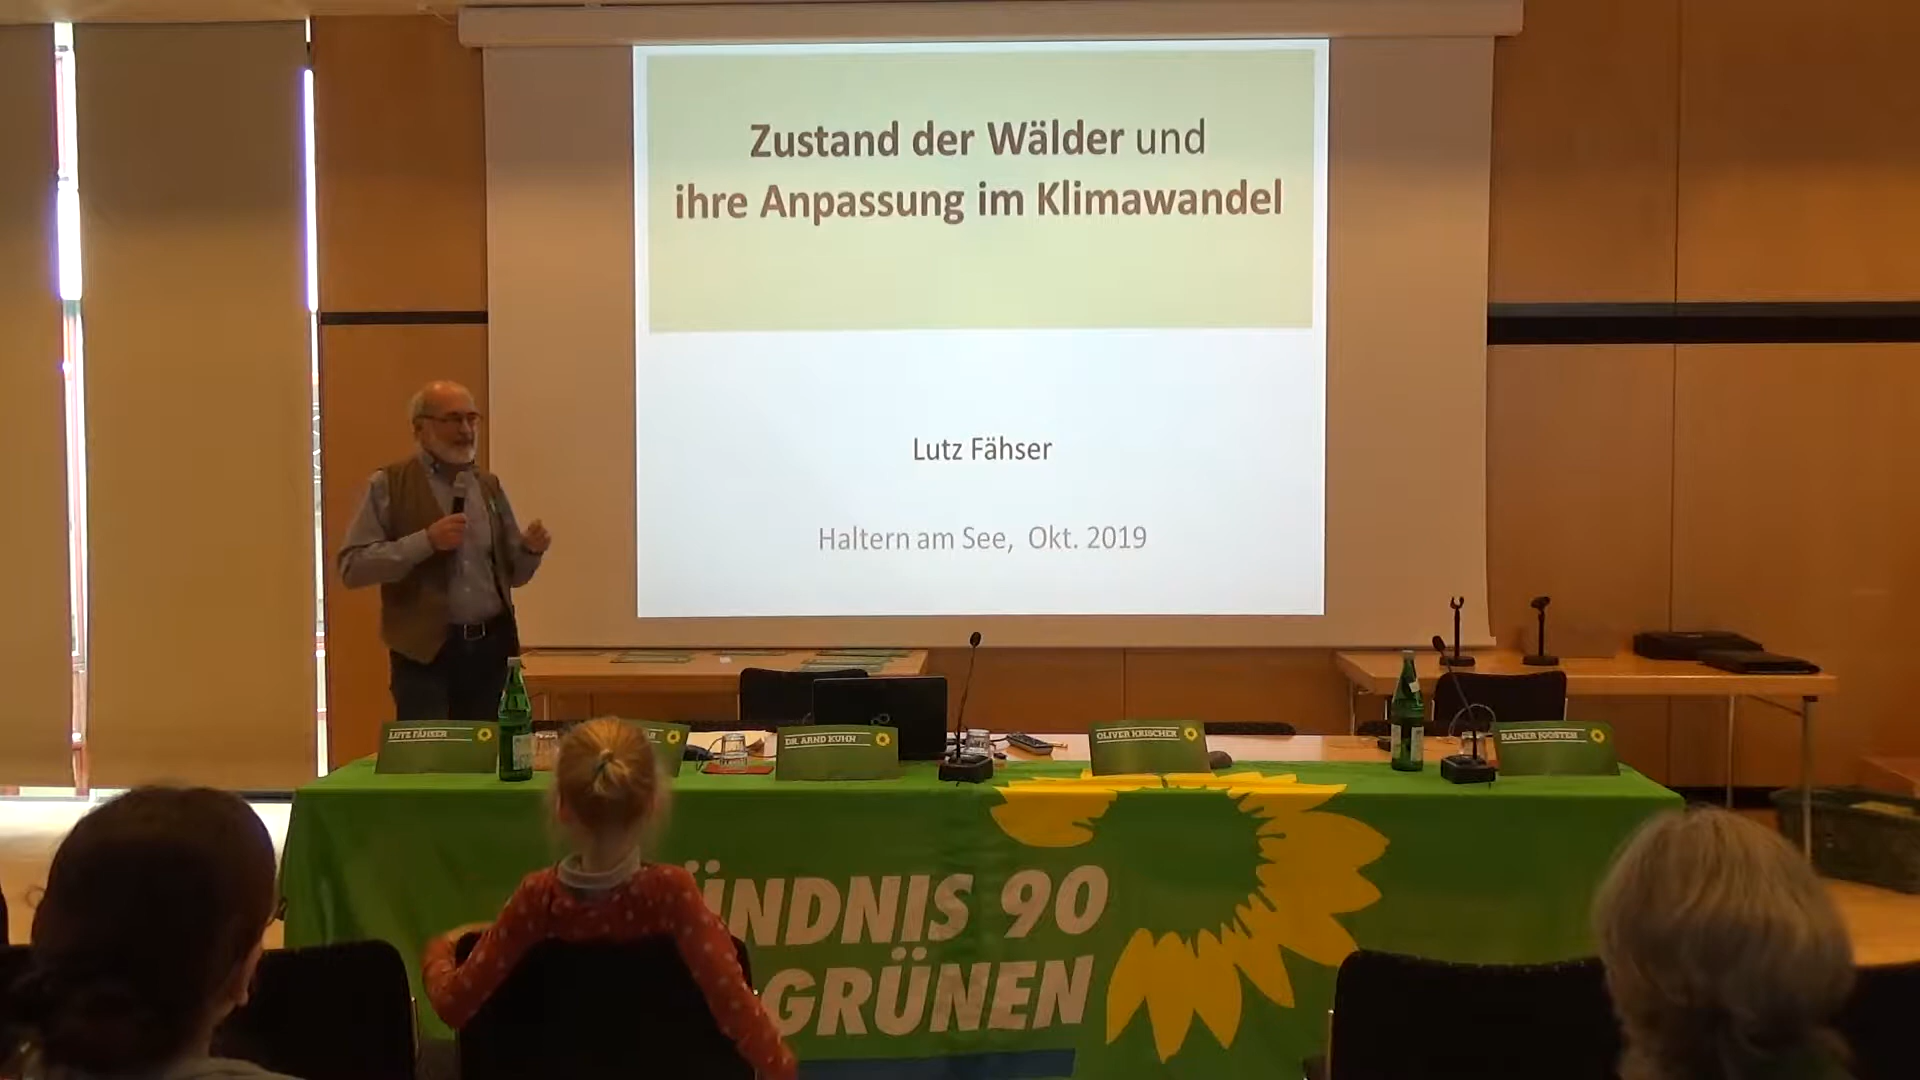 Zustand der Wälder und
ihre Anpassung im Klimawandel
Lutz Fähser
Haltern am See, Okt. 2019
LUTZ FÄHSER
DR. ARND KUHN
OLIVER KRISCHER
RAINER JOOSTEN
ÜNDNIS 90
GRÜNEN